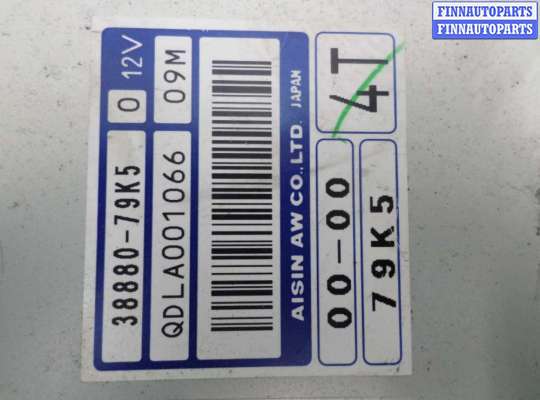 FINNAUTOPARTS
FINNAUTOPARTS
38880-79K5 0 12V
QDLA001066 09M
AISIN AW CO.,LTD. JAPAN
00-00 4T
79K5